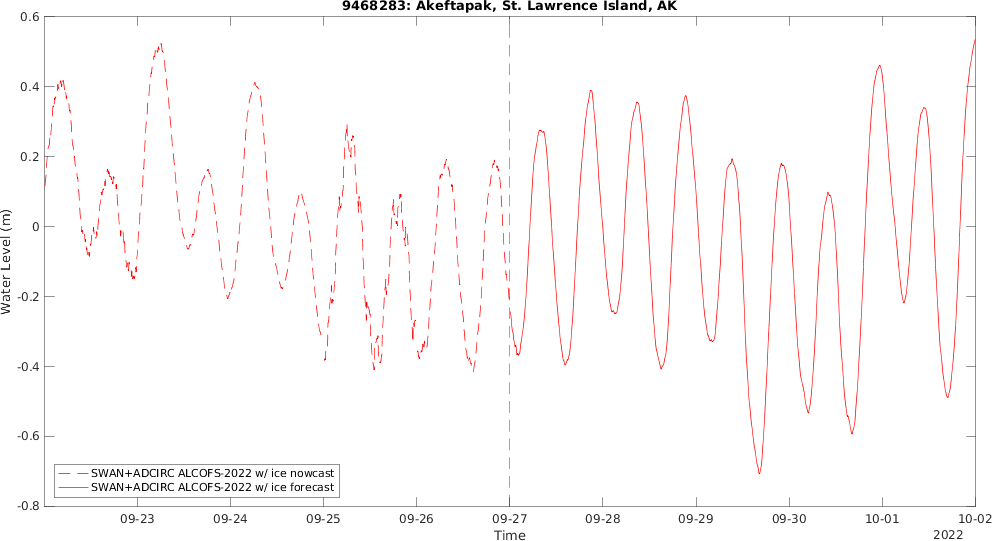 9468283: Akeftapak, St. Lawrence Island, AK
Water Level (m)
0.6
0.4
0.2
0
-0.2
-0.4
-0.6
-0.8
SWAN+ADCIRC ALCOFS-2022 w/ ice nowcast
SWAN+ADCIRC ALCOFS-2022 w/ ice forecast
09-23 09-24 09-25 09-26 09-27 09-28 09-29 09-30 10-01 10-02
Time
2022